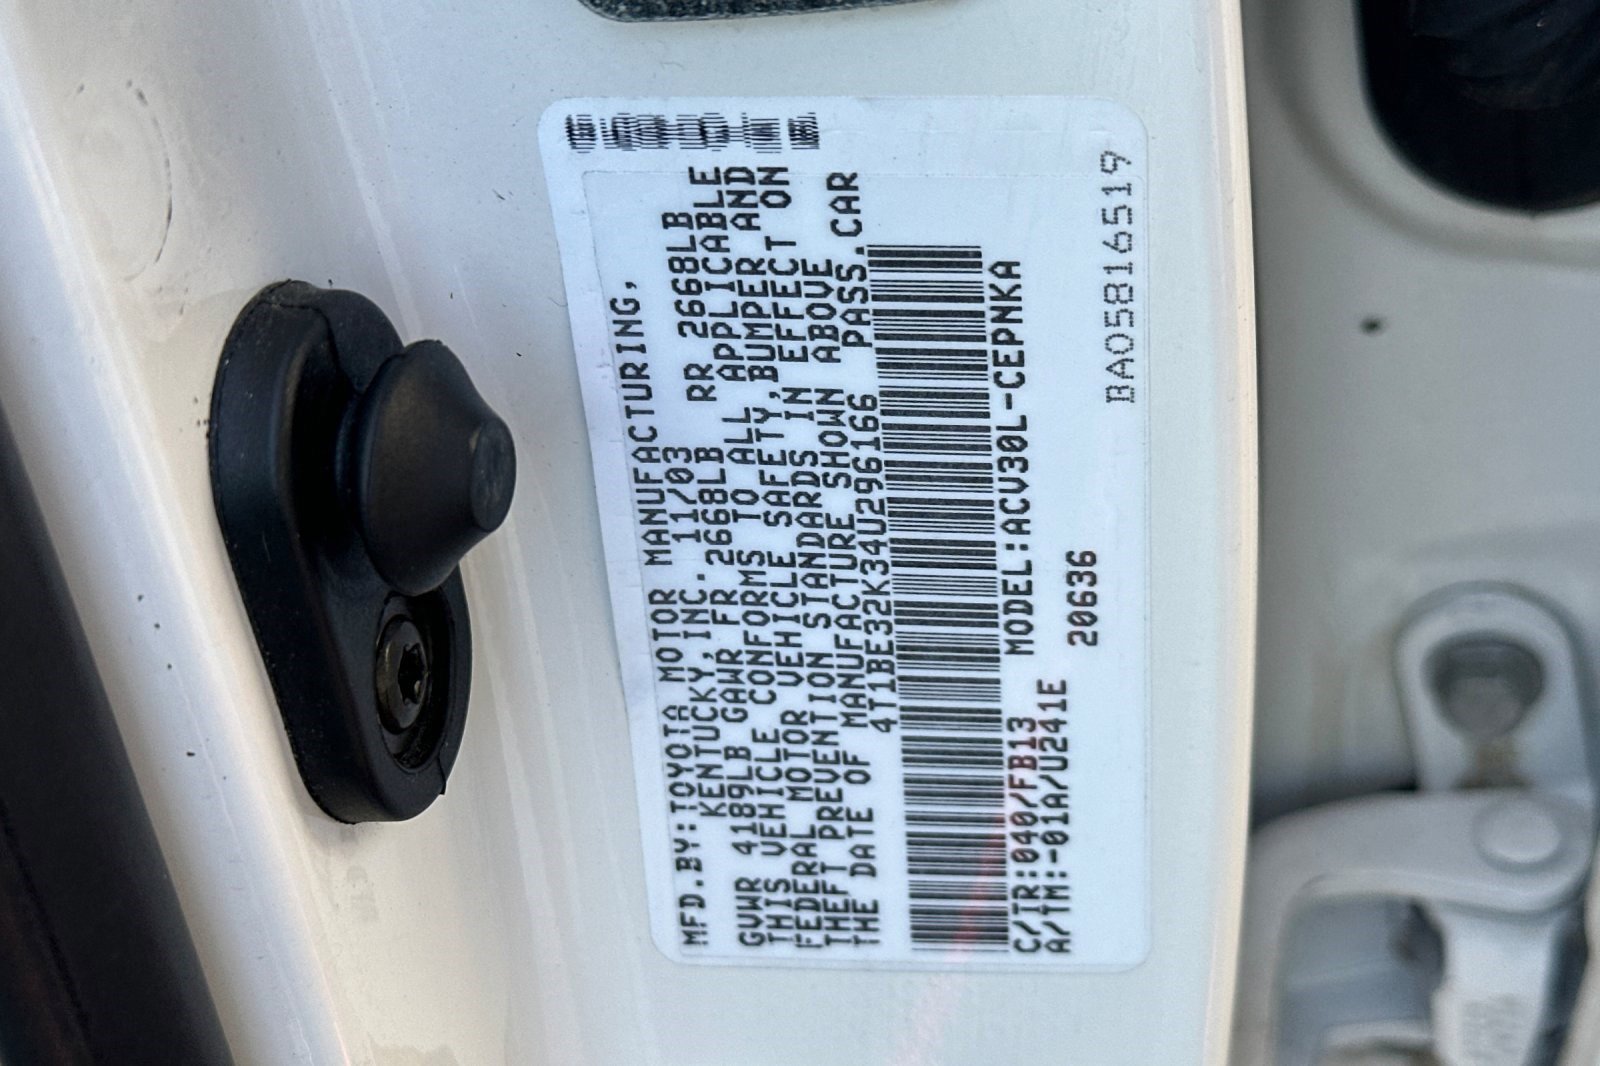 MFD.BY:TOYOTA MOTOR MANUFACTURING,
KENTUCKY,INC. 11/03
GVWR 4189LB GAWR FR 2668LB RR 2668LB
THIS VEHICLE CONFORMS TO ALL APPLICABLE
FEDERAL MOTOR VEHICLE SAFETY,BUMPER AND
THEFT PREVENTION STANDARDS IN EFFECT ON
THE DATE OF MANUFACTURE SHOWN ABOVE
4T1BE32K34U296166 PASS.CAR
MODEL:ACV30L-CEPNKA
C/TR:040/FB13
A/TM:-01A/U241E 20636
BA05816519